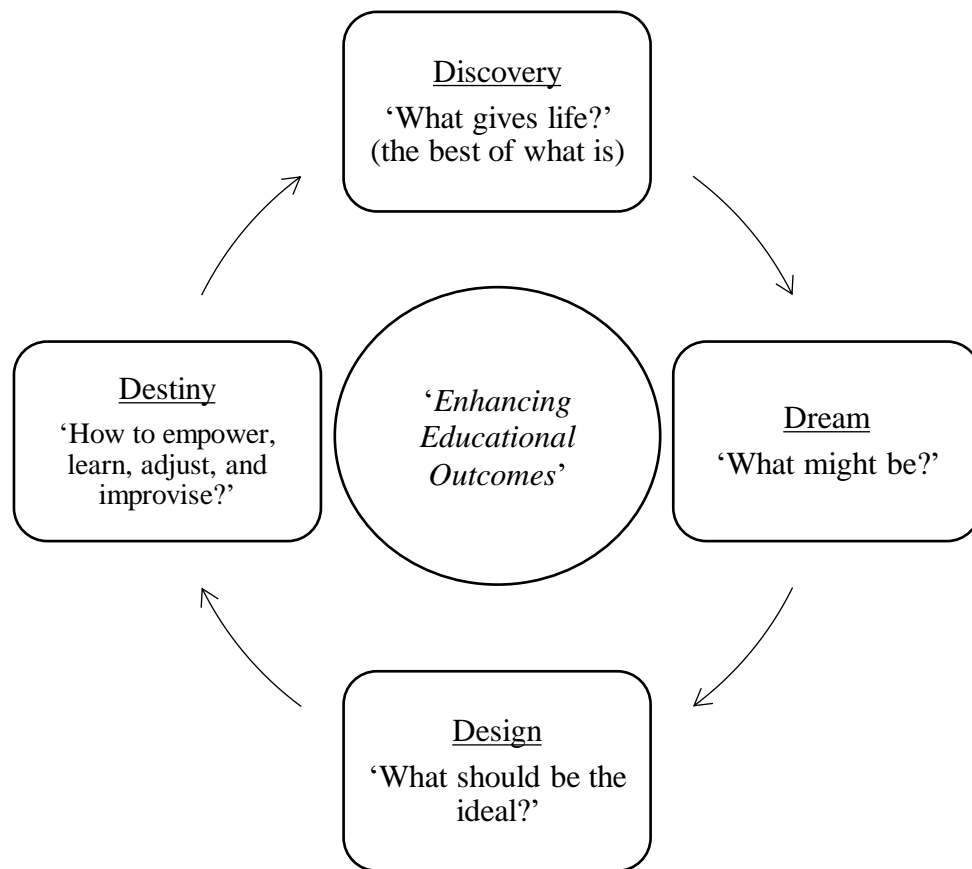 Discovery
‘What gives life?’
(the best of what is)
Destiny
‘How to empower,
learn, adjust, and
improvise?’
‘Enhancing
Educational
Outcomes’
Dream
‘What might be?’
Design
‘What should be the
ideal?’